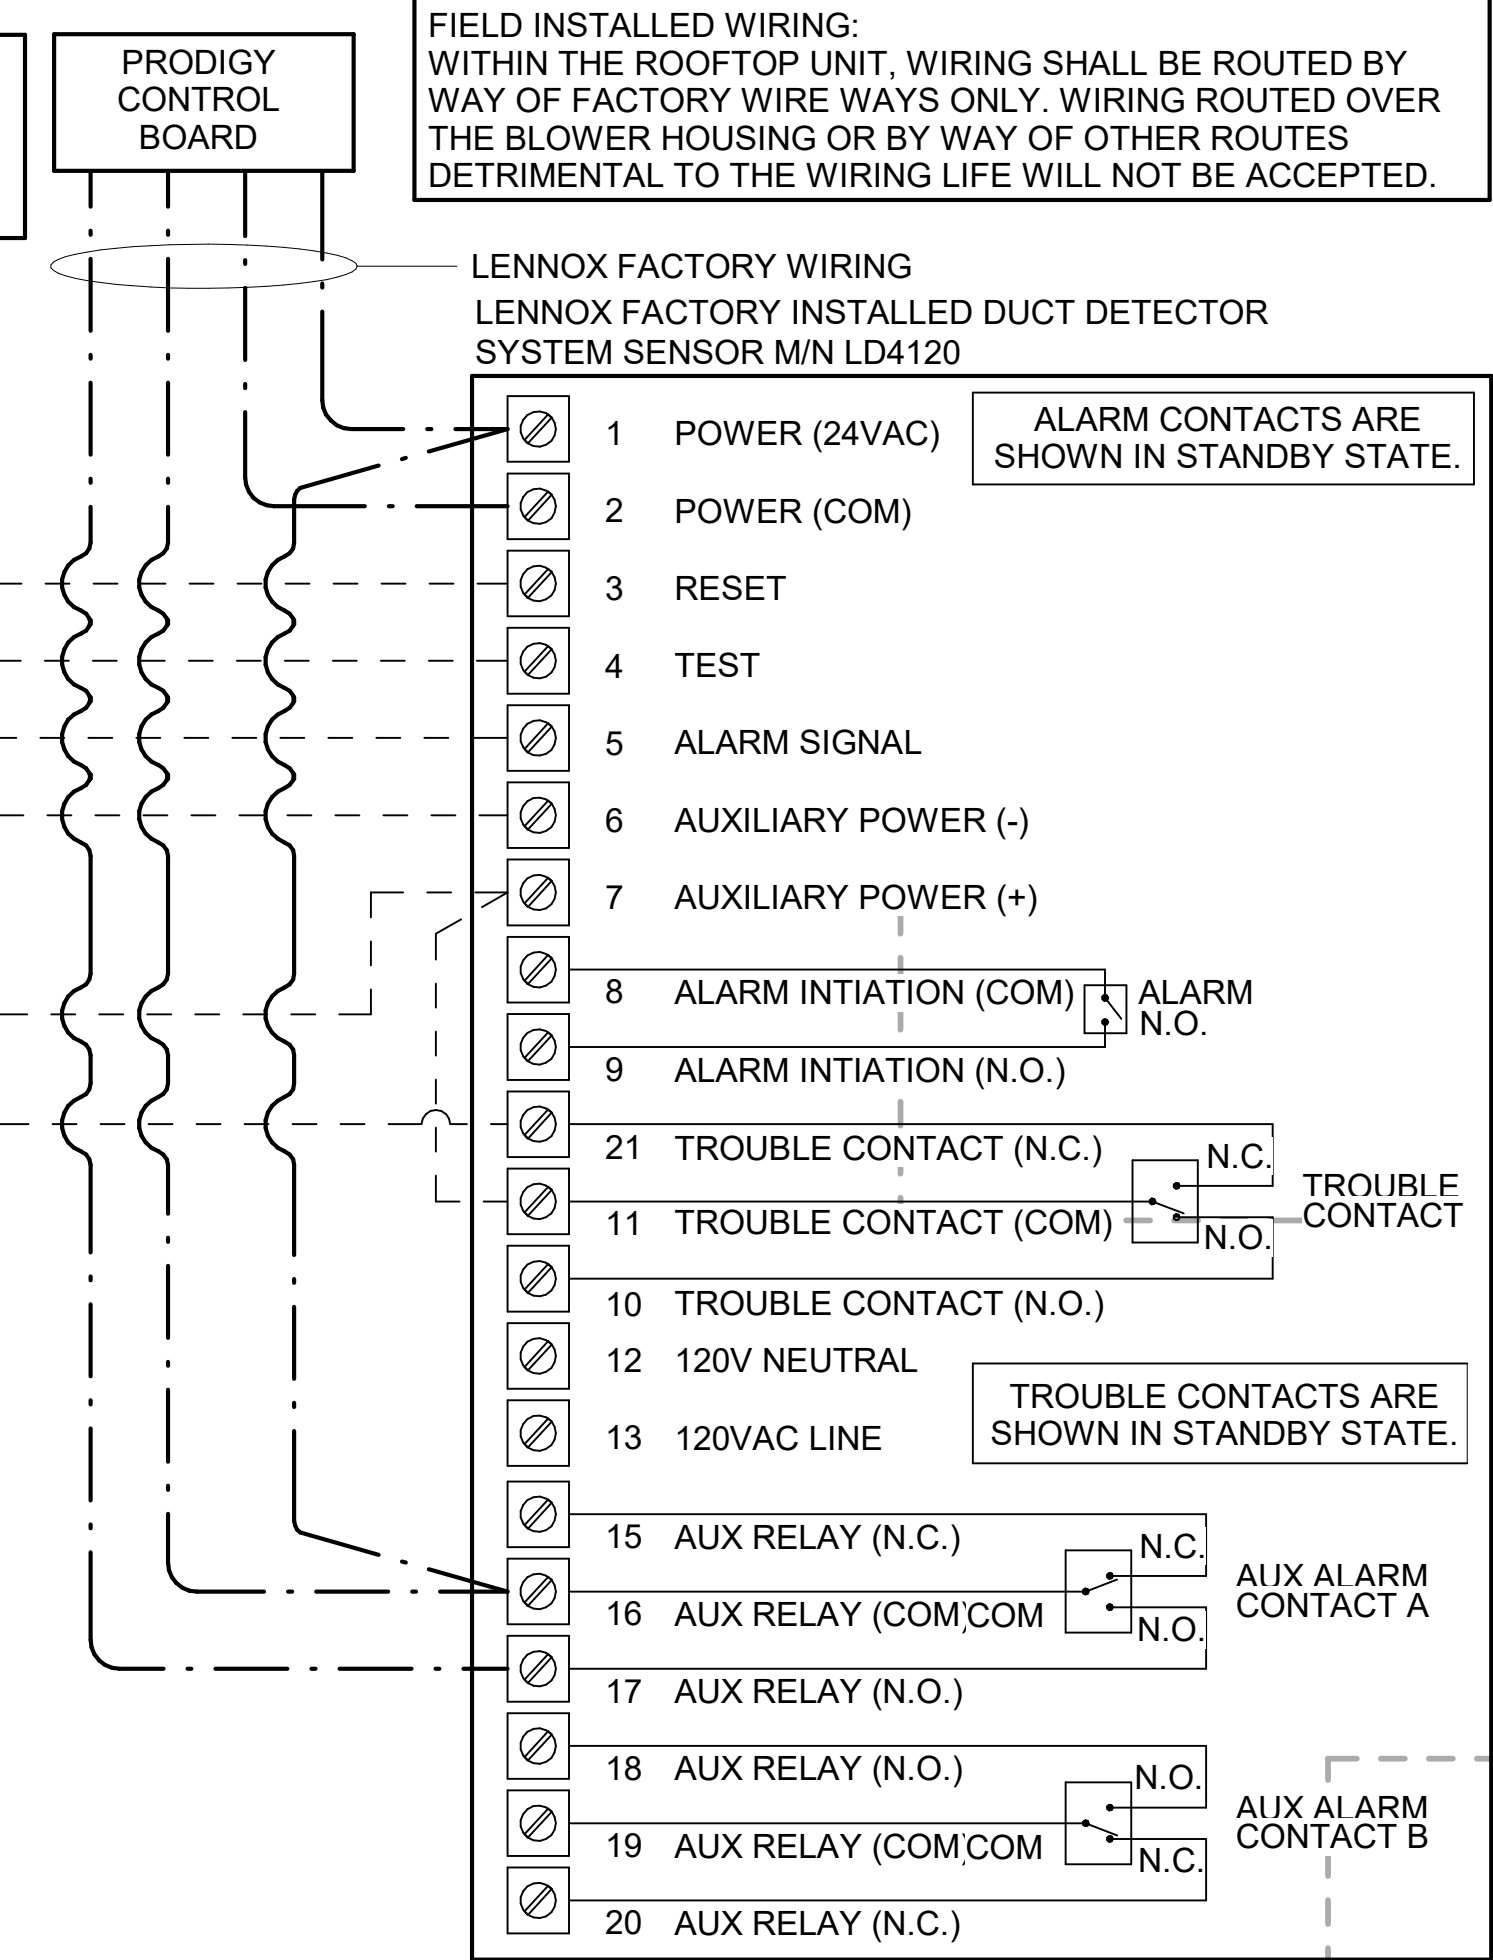 FIELD INSTALLED WIRING:
WITHIN THE ROOFTOP UNIT, WIRING SHALL BE ROUTED BY
WAY OF FACTORY WIRE WAYS ONLY. WIRING ROUTED OVER
THE BLOWER HOUSING OR BY WAY OF OTHER ROUTES
DETRIMENTAL TO THE WIRING LIFE WILL NOT BE ACCEPTED.
PRODIGY
CONTROL
BOARD
LENNOX FACTORY WIRING
LENNOX FACTORY INSTALLED DUCT DETECTOR
SYSTEM SENSOR M/N LD4120
ALARM CONTACTS ARE
SHOWN IN STANDBY STATE.
1 POWER (24VAC)
2 POWER (COM)
3 RESET
4 TEST
5 ALARM SIGNAL
6 AUXILIARY POWER (-)
7 AUXILIARY POWER (+)
8 ALARM INTIATION (COM)
ALARM
N.O.
9 ALARM INTIATION (N.O.)
21 TROUBLE CONTACT (N.C.)
N.C.
TROUBLE
CONTACT
11 TROUBLE CONTACT (COM)
N.O.
10 TROUBLE CONTACT (N.O.)
12 120V NEUTRAL
13 120VAC LINE
TROUBLE CONTACTS ARE
SHOWN IN STANDBY STATE.
15 AUX RELAY (N.C.)
N.C.
AUX ALARM
CONTACT A
16 AUX RELAY (COM)COM
N.O.
17 AUX RELAY (N.O.)
18 AUX RELAY (N.O.)
N.O.
AUX ALARM
CONTACT B
19 AUX RELAY (COM)COM
N.C.
20 AUX RELAY (N.C.)